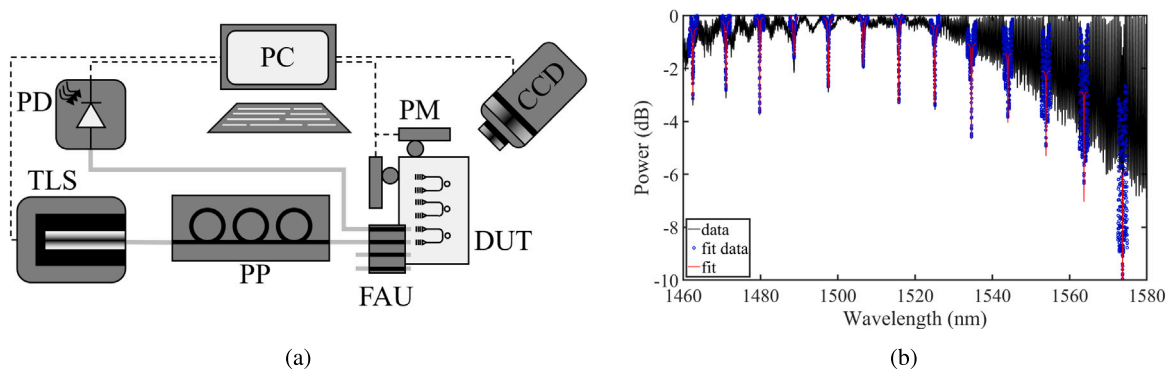 PC
PD
CCD
PM
TLS
PP
FAU
DUT
(a)
Power (dB)
0
-2
-4
-6
-8
-10
data
fit data
fit
1460 1480 1500 1520 1540 1560 1580
Wavelength (nm)
(b)